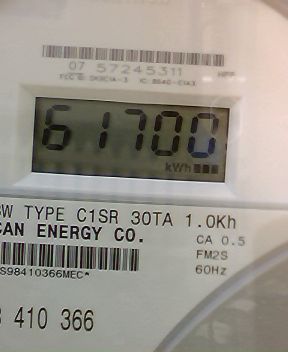 07 57245311
61700
kWh
3W TYPE C1SR 30TA 1.0Kh
CAN ENERGY CO.
CA 0.5
FM2S
60Hz
S98410366MEC*
410 366